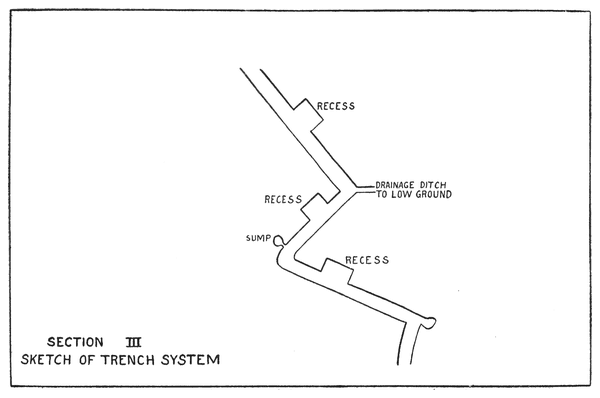 RECESS
DRAINAGE DITCH
TO LOW GROUND
RECESS
SUMP
RECESS
SECTION III
SKETCH OF TRENCH SYSTEM